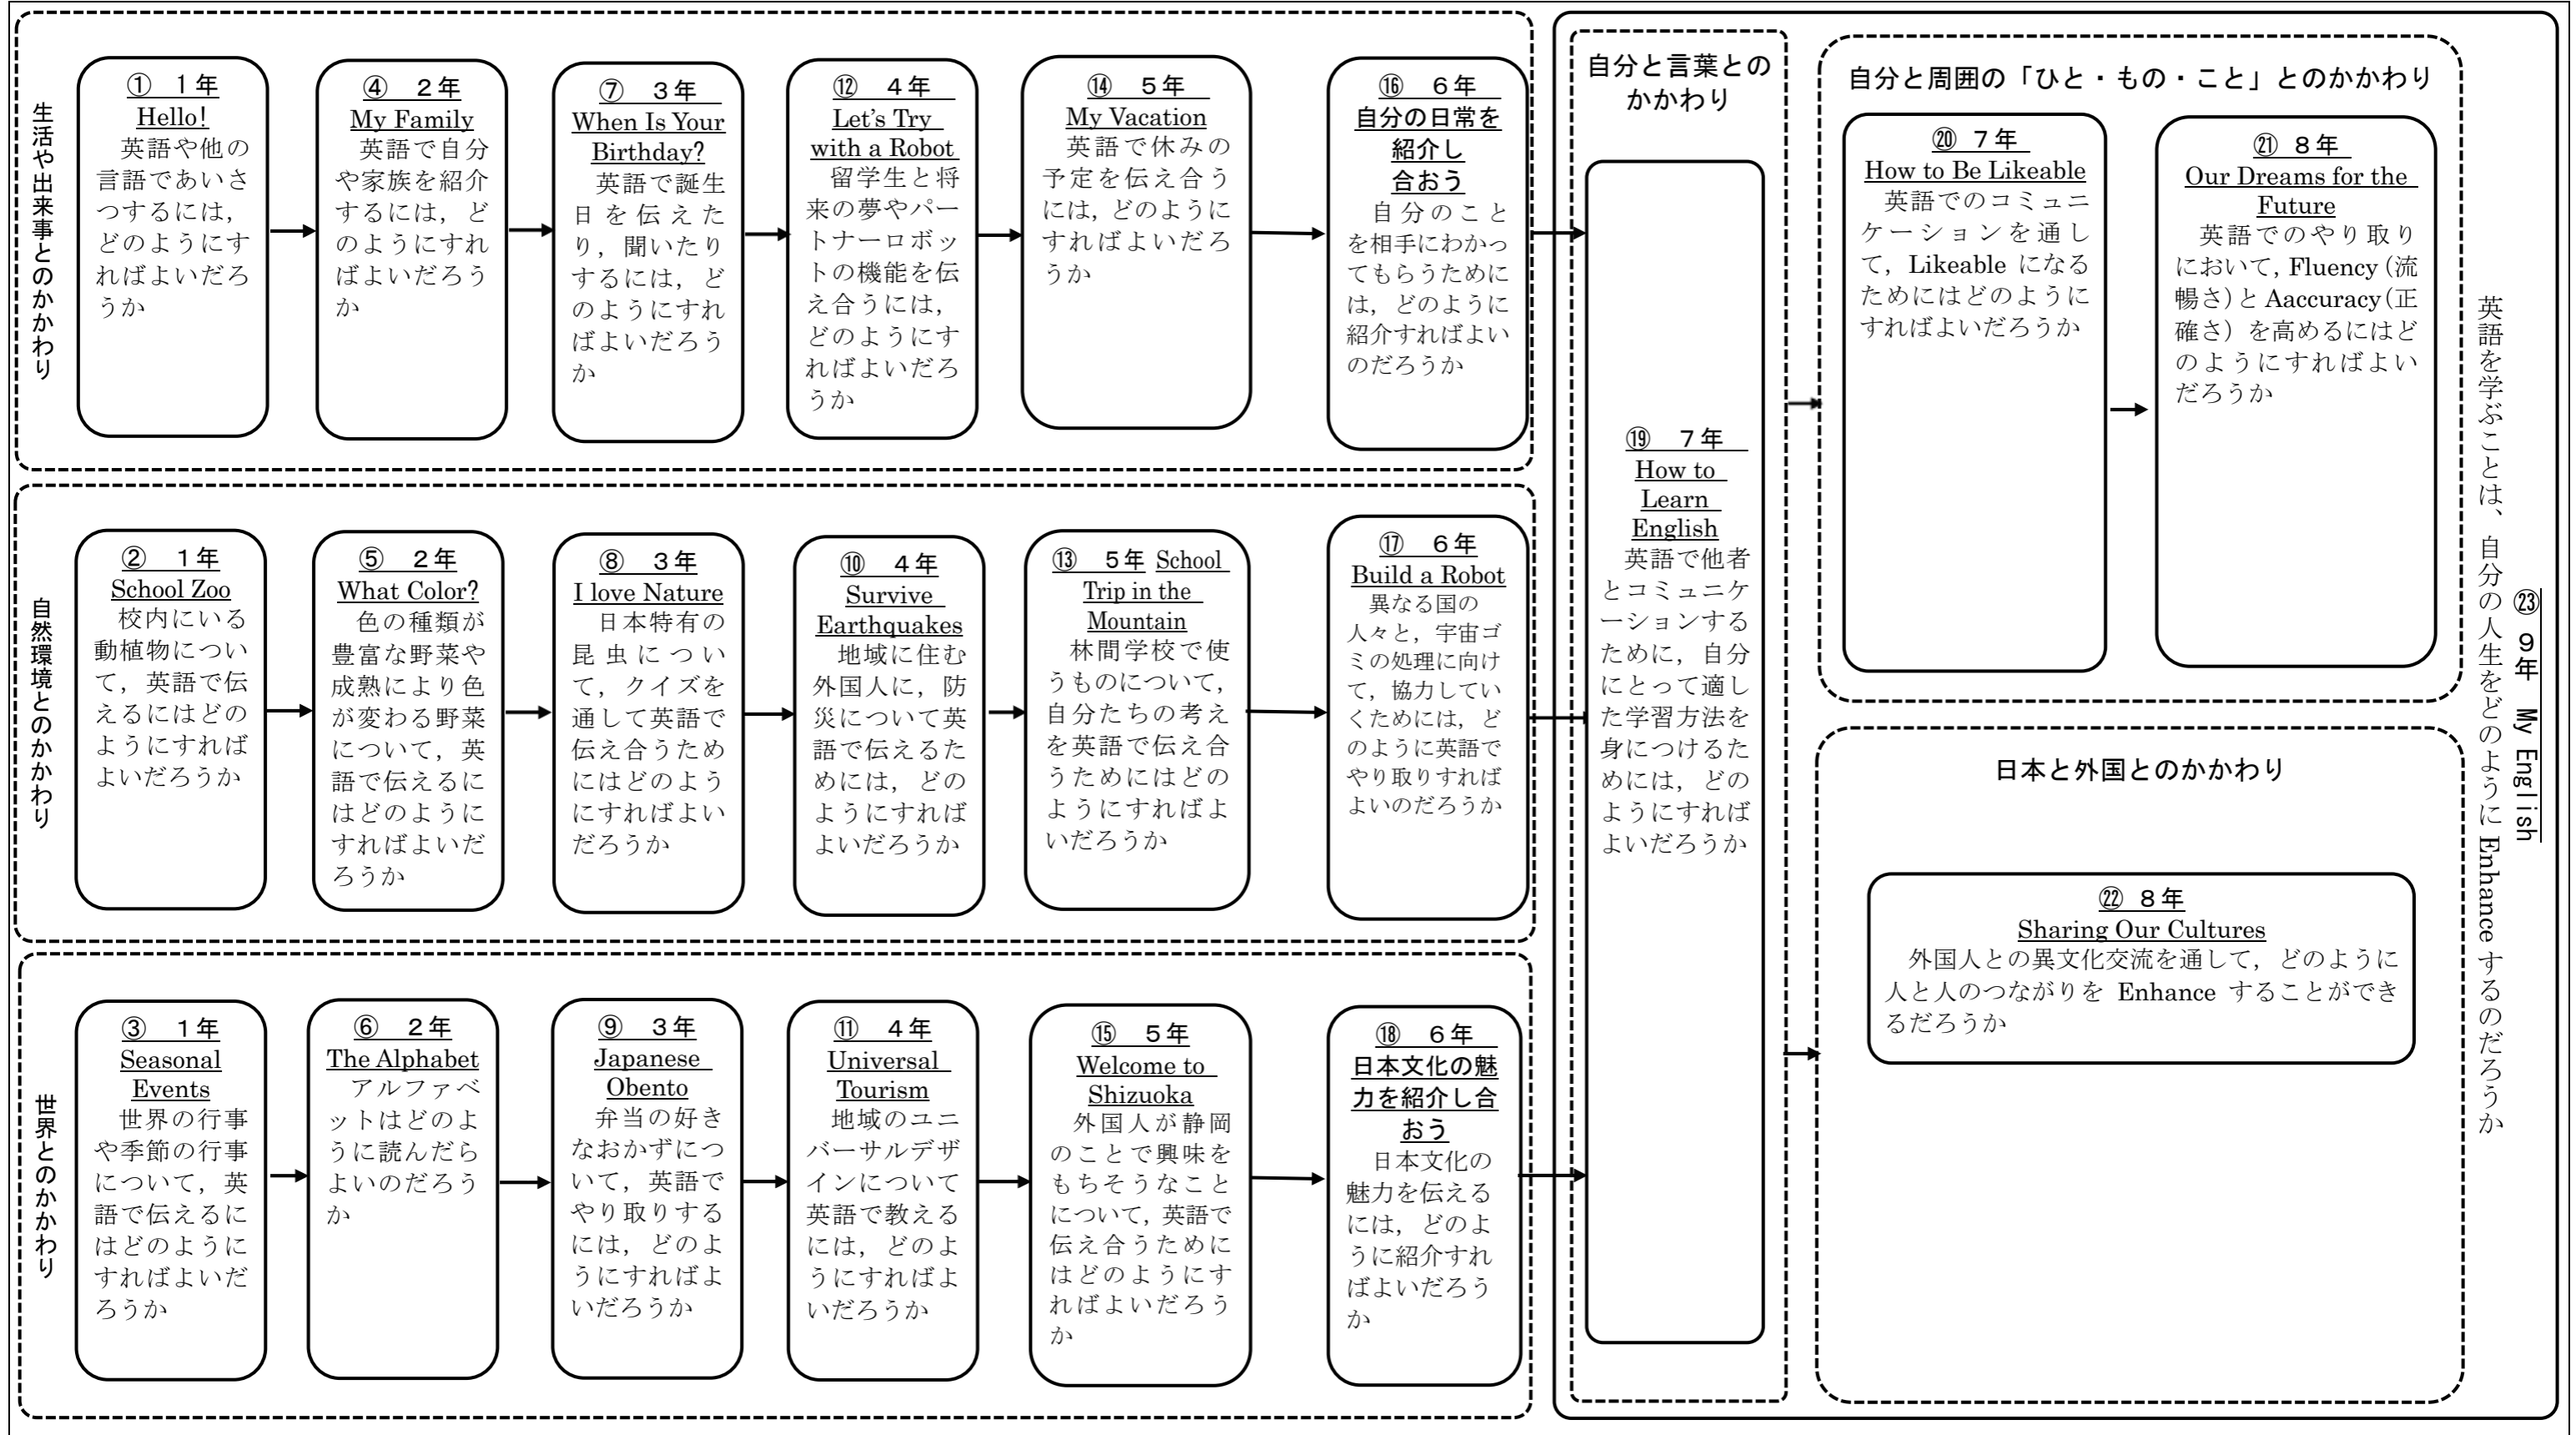 生活や出来事とのかかわり
① 1年
Hello!
英語や他の
言語であいさ
つするには,
どのようにす
ればよいだろ
うか
④ 2年
My Family
英語で自分
や家族を紹介
するには,ど
のようにすれ
ばよいだろう
か
⑦ 3年
When Is Your
Birthday?
英語で誕生
日を伝えた
り,聞いたり
するには,ど
のようにすれ
ばよいだろう
か
⑫ 4年
Let's Try
with a Robot
留学生と将
来の夢やパー
トナーロボッ
トの機能を伝
え合うには,
どのようにす
ればよいだろ
うか
⑭ 5年
My Vacation
英語で休みの
予定を伝え合う
には,どのように
すればよいだろ
うか
⑯ 6年
自分の日常を
紹介し
合おう
自分のこと
を相手にわかっ
てもらうために
は,どのように
紹介すればよい
のだろうか
自然環境とのかかわり
② 1年
School Zoo
校内にいる
動植物につい
て,英語で伝
えるにはどの
ようにすれば
よいだろうか
⑤ 2年
What Color?
色の種類が
豊富な野菜や
成熟により色
が変わる野菜
について,英
語で伝えるに
はどのように
すればよいだ
ろうか
⑧ 3年
I love Nature
日本特有の
昆虫につい
て,クイズを
通して英語で
伝え合うため
にはどのよう
にすればよい
だろうか
⑩ 4年
Survive
Earthquakes
地域に住む
外国人に,防
災について英
語で伝えるた
めには,どの
ようにすれば
よいだろうか
⑬ 5年 School
Trip in the
Mountain
林間学校で使
うものについて,
自分たちの考え
を英語で伝え合
うためにはどの
ようにすればよ
いだろうか
⑰ 6年
Build a Robot
異なる国の
人々と,宇宙ゴ
ミの処理に向け
て,協力してい
くためには,ど
のように英語で
やり取りすれば
よいのだろうか
世界とのかかわり
③ 1年
Seasonal
Events
世界の行事
や季節の行事
について,英
語で伝えるに
はどのように
すればよいだ
ろうか
⑥ 2年
The Alphabet
アルファベ
ットはどのよ
うに読んだら
よいのだろう
か
⑨ 3年
Japanese
Obento
弁当の好き
なおかずにつ
いて,英語で
やり取りする
には,どのよ
うにすればよ
いだろうか
⑪ 4年
Universal
Tourism
地域のユニ
バーサルデザ
インについて
英語で教える
には,どのよ
うにすればよ
いだろうか
⑮ 5年
Welcome to
Shizuoka
外国人が静岡
のことで興味を
もちそうなこと
について,英語で
伝え合うために
はどのようにす
ればよいだろう
か
⑱ 6年
日本文化の魅
力を紹介し合
おう
日本文化の
魅力を伝える
には,どのよ
うに紹介すれ
ばよいだろう
か
自分と言葉との
かかわり
⑲ 7年
How to
Learn
English
英語で他者
とコミュニケ
ーションする
ために,自分
にとって適し
た学習方法を
身につけるた
めには,どの
ようにすれば
よいだろうか
自分と周囲の「ひと・もの・こと」とのかかわり
⑳ 7年
How to Be Likeable
英語でのコミュニ
ケーションを通し
て,Likeable になる
ためにはどのように
すればよいだろうか
㉑ 8年
Our Dreams for the
Future
英語でのやり取り
において,Fluency(流
暢さ)と Aaccuracy(正
確さ)を高めるにはど
のようにすればよい
だろうか
日本と外国とのかかわり
㉒ 8年
Sharing Our Cultures
外国人との異文化交流を通して,どのように
人と人のつながりを Enhance することができ
るだろうか
㉓ 9年 My English
英語を学ぶことは、自分の人生をどのように Enhance するのだろうか